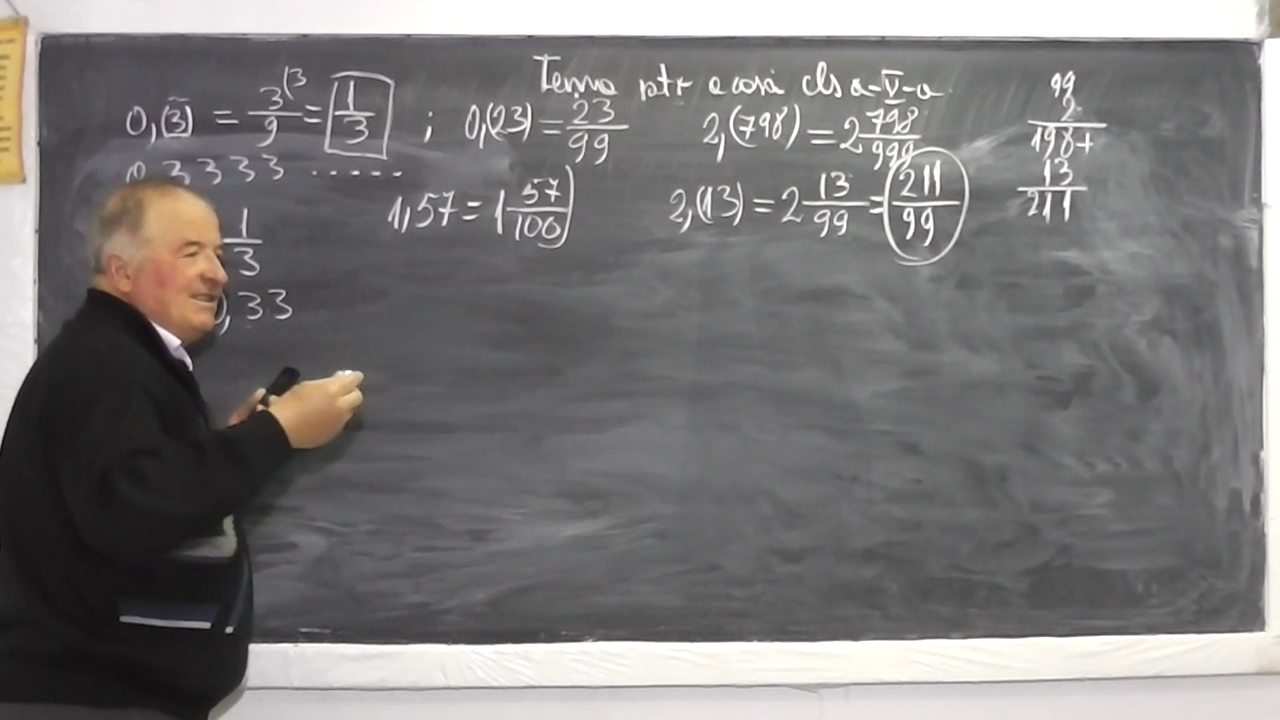 Tema ptr acasă cls a-V-a
0,(3) = 3/9 (3 = 1/3 ; 0,(23) = 23/99 2,(798) = 2 798/999
0,3333 ..... 1,57 = 1 57/100 2,(13) = 2 13/99 = 211/99
1/3
0,33
99
2
198+
13
211